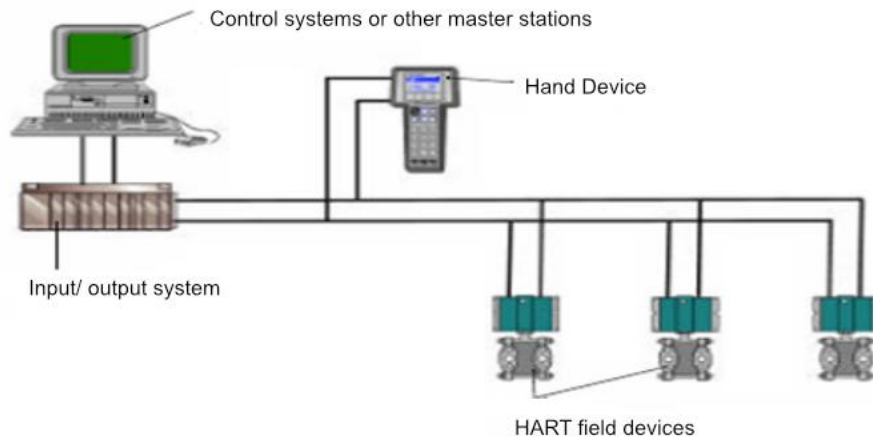 Control systems or other master stations
Hand Device
Input/ output system
HART field devices